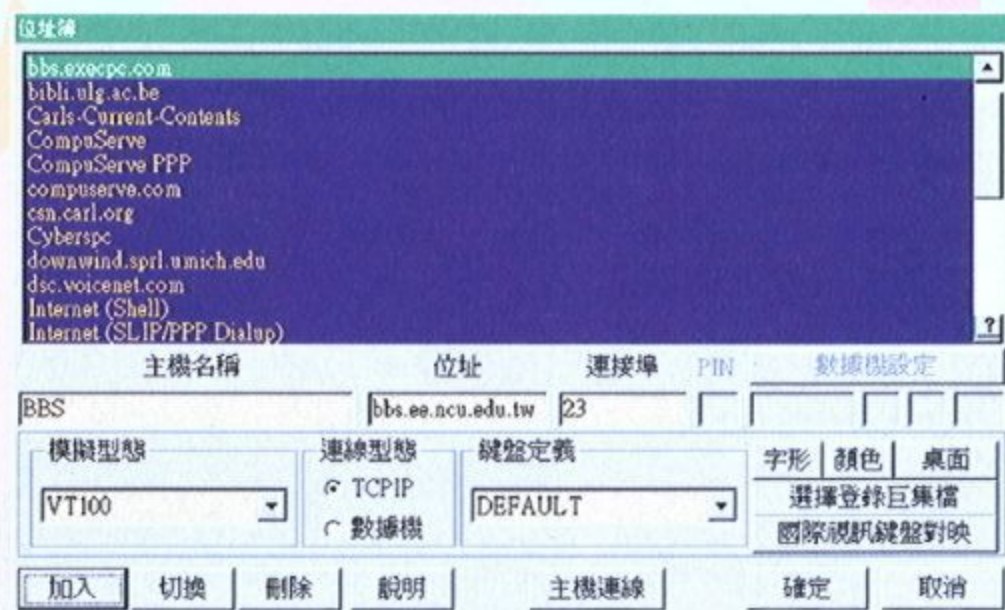 位址簿
bbs.execpc.com
bibli.ulg.ac.be
Carls-Current-Contents
CompuServe
CompuServe PPP
compuserve.com
csn.carl.org
Cyberspc
downwind.sprl.umich.edu
dsc.voicenet.com
Internet (Shell)
Internet (SLIP/PPP Dialup)
?
主機名稱 位址 連接埠 PIN 數據機設定
BBS bbs.ee.ncu.edu.tw 23
模擬型態 連線型態 鍵盤定義
字形 顏色 桌面
VT100 TCPIP DEFAULT
選擇登錄巨集檔
數據機
國際視訊鍵盤對映
加入 切換 刪除 說明 主機連線 確定 取消